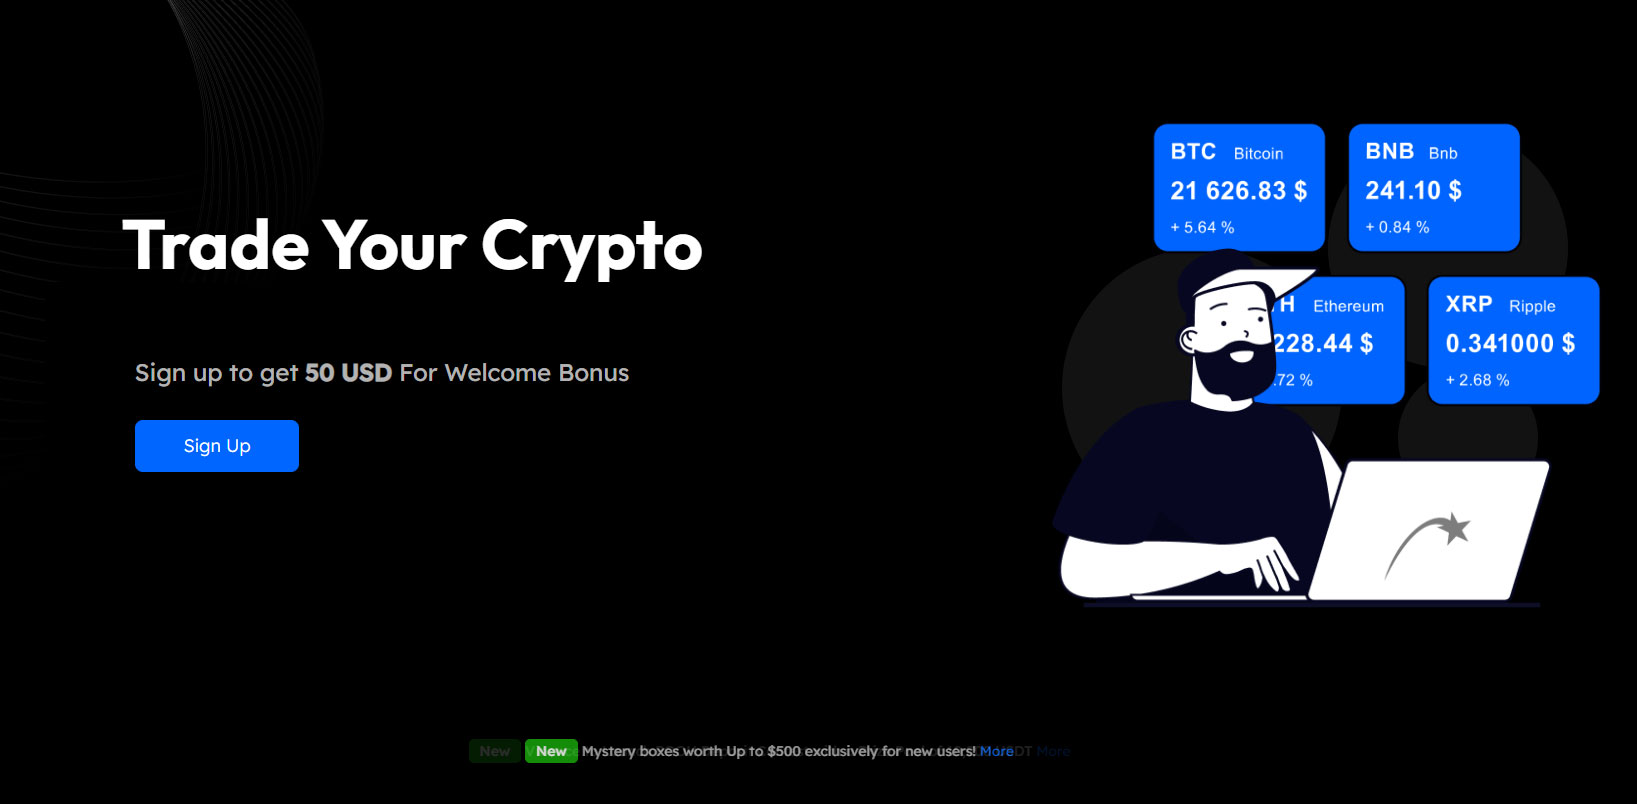 Trade Your Crypto
Sign up to get 50 USD For Welcome Bonus
Sign Up
BTC Bitcoin
21 626.83 $
+ 5.64 %
BNB Bnb
241.10 $
+ 0.84 %
H Ethereum
228.44 $
.72 %
XRP Ripple
0.341000 $
+ 2.68 %
New New Mystery boxes worth Up to $500 exclusively for new users! More DT More